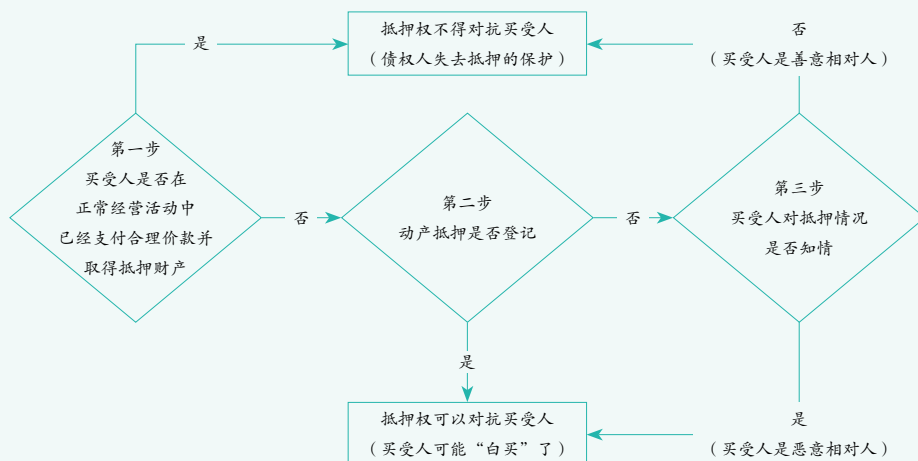 抵押权不得对抗买受人
（债权人失去抵押的保护）
是
否
（买受人是善意相对人）
第一步
买受人是否在
正常经营活动中
已经支付合理价款并
取得抵押财产
否
第二步
动产抵押是否登记
否
第三步
买受人对抵押情况
是否知情
是
抵押权可以对抗买受人
（买受人可能“白买”了）
是
（买受人是恶意相对人）